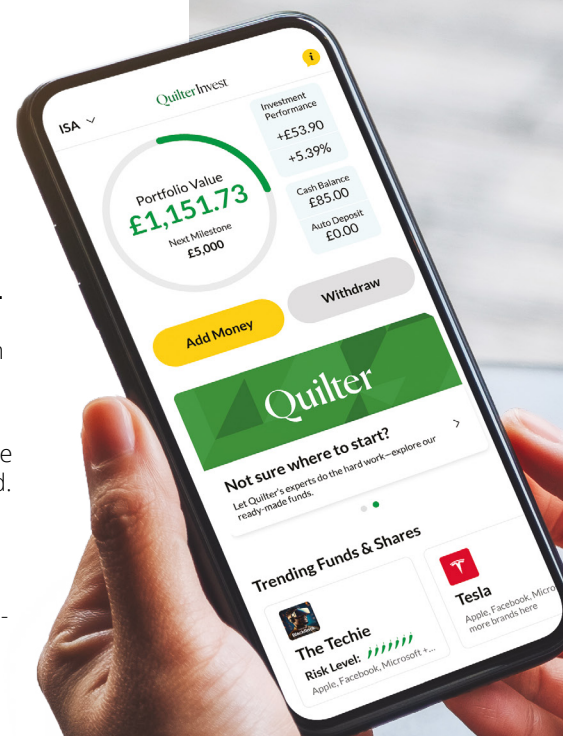 ISA
QuilterInvest
i
Portfolio Value
£1,151.73
Next Milestone
£5,000
Investment
Performance
+£53.90
+5.39%
Cash Balance
£85.00
Auto Deposit
£0.00
Add Money
Withdraw
Quilter
Not sure where to start?
Let Quilter's experts do the hard work—explore our
ready-made funds.
Trending Funds & Shares
The Techie
Risk Level:
Apple, Facebook, Microsoft +...
Tesla
Apple, Facebook, Micro
more brands here